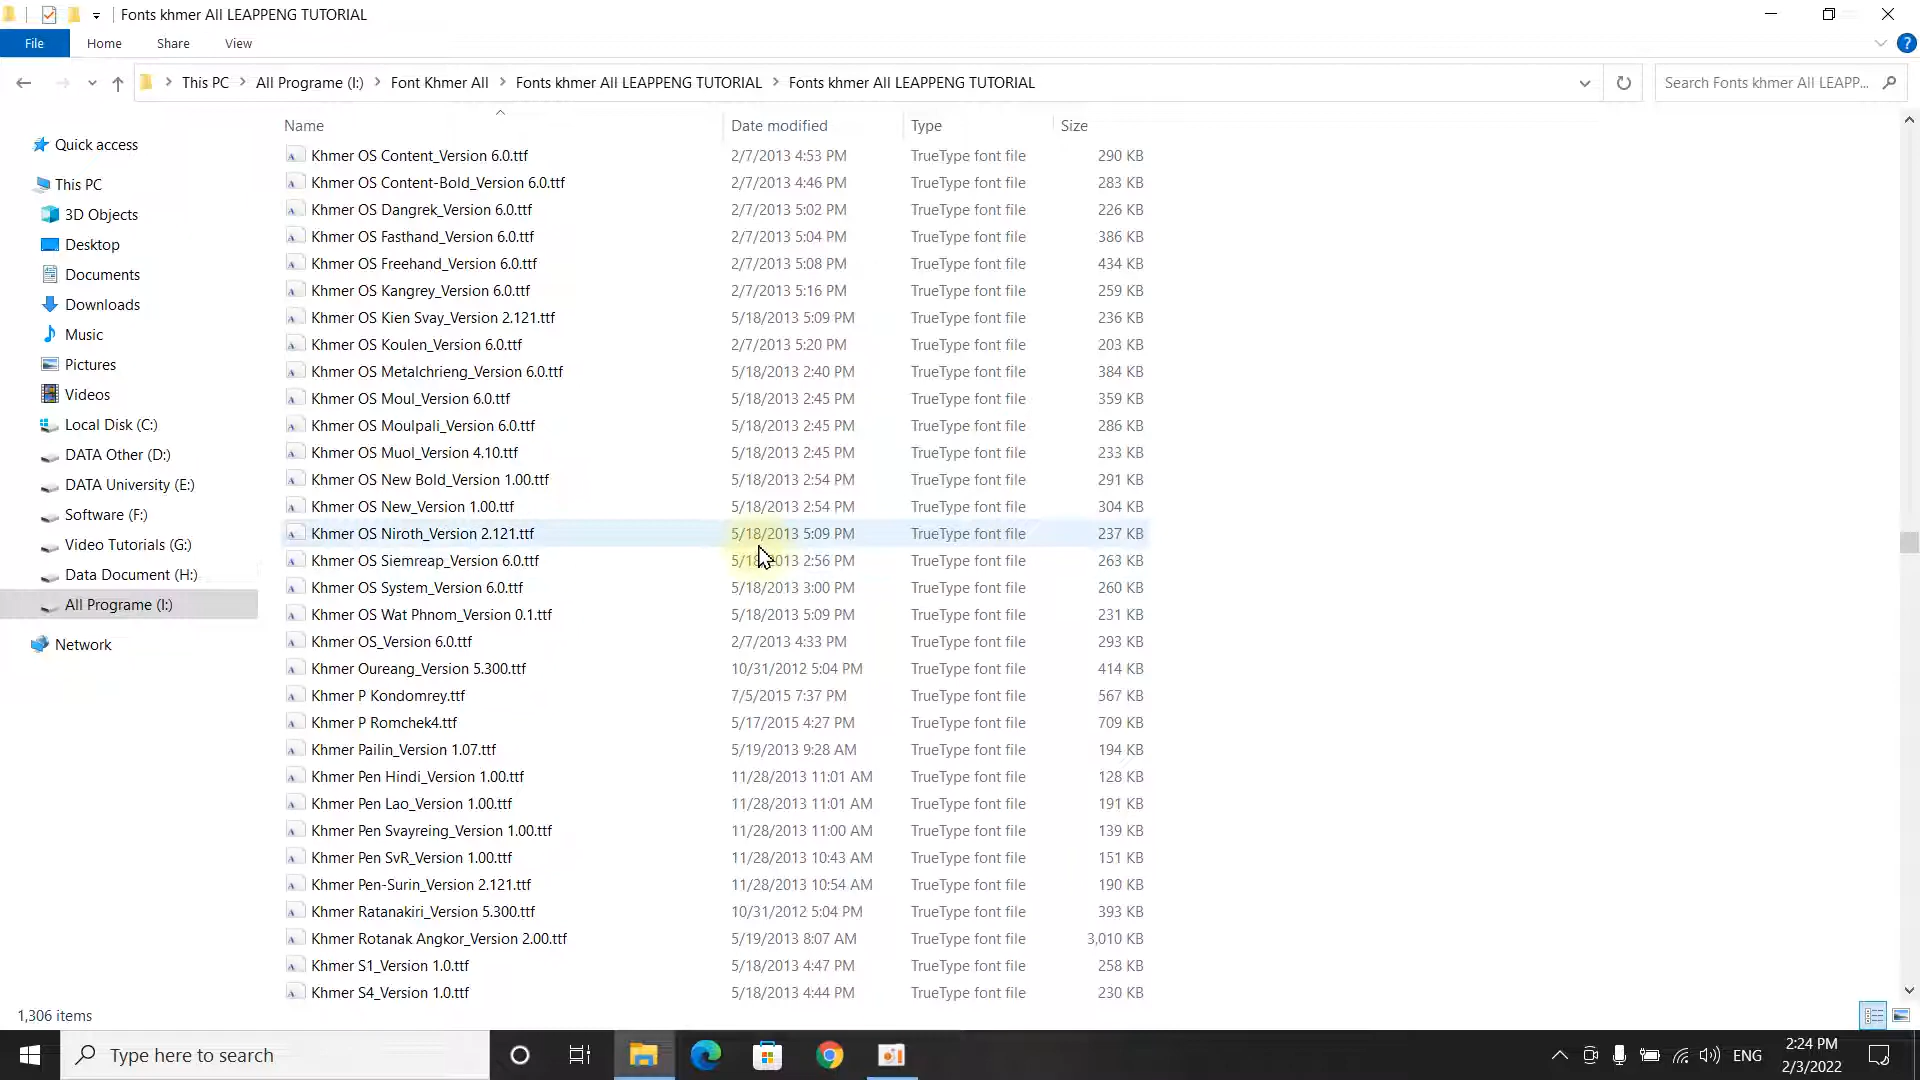 Fonts khmer All LEAPPENG TUTORIAL
File Home Share View
This PC All Programe (I:) Font Khmer All Fonts khmer All LEAPPENG TUTORIAL Fonts khmer All LEAPPENG TUTORIAL Search Fonts khmer All LEAPP...
Name Date modified Type Size
Quick access
This PC
3D Objects
Desktop
Documents
Downloads
Music
Pictures
Videos
Local Disk (C:)
DATA Other (D:)
DATA University (E:)
Software (F:)
Video Tutorials (G:)
Data Document (H:)
All Programe (I:)
Network
Khmer OS Content_Version 6.0.ttf 2/7/2013 4:53 PM TrueType font file 290 KB
Khmer OS Content-Bold_Version 6.0.ttf 2/7/2013 4:46 PM TrueType font file 283 KB
Khmer OS Dangrek_Version 6.0.ttf 2/7/2013 5:02 PM TrueType font file 226 KB
Khmer OS Fasthand_Version 6.0.ttf 2/7/2013 5:04 PM TrueType font file 386 KB
Khmer OS Freehand_Version 6.0.ttf 2/7/2013 5:08 PM TrueType font file 434 KB
Khmer OS Kangrey_Version 6.0.ttf 2/7/2013 5:16 PM TrueType font file 259 KB
Khmer OS Kien Svay_Version 2.121.ttf 5/18/2013 5:09 PM TrueType font file 236 KB
Khmer OS Koulen_Version 6.0.ttf 2/7/2013 5:20 PM TrueType font file 203 KB
Khmer OS Metalchrieng_Version 6.0.ttf 5/18/2013 2:40 PM TrueType font file 384 KB
Khmer OS Moul_Version 6.0.ttf 5/18/2013 2:45 PM TrueType font file 359 KB
Khmer OS Moulpali_Version 6.0.ttf 5/18/2013 2:45 PM TrueType font file 286 KB
Khmer OS Muol_Version 4.10.ttf 5/18/2013 2:45 PM TrueType font file 233 KB
Khmer OS New Bold_Version 1.00.ttf 5/18/2013 2:54 PM TrueType font file 291 KB
Khmer OS New_Version 1.00.ttf 5/18/2013 2:54 PM TrueType font file 304 KB
Khmer OS Niroth_Version 2.121.ttf 5/18/2013 5:09 PM TrueType font file 237 KB
Khmer OS Siemreap_Version 6.0.ttf 5/18/2013 2:56 PM TrueType font file 263 KB
Khmer OS System_Version 6.0.ttf 5/18/2013 3:00 PM TrueType font file 260 KB
Khmer OS Wat Phnom_Version 0.1.ttf 5/18/2013 5:09 PM TrueType font file 231 KB
Khmer OS_Version 6.0.ttf 2/7/2013 4:33 PM TrueType font file 293 KB
Khmer Oureang_Version 5.300.ttf 10/31/2012 5:04 PM TrueType font file 414 KB
Khmer P Kondomrey.ttf 7/5/2015 7:37 PM TrueType font file 567 KB
Khmer P Romchek4.ttf 5/17/2015 4:27 PM TrueType font file 709 KB
Khmer Pailin_Version 1.07.ttf 5/19/2013 9:28 AM TrueType font file 194 KB
Khmer Pen Hindi_Version 1.00.ttf 11/28/2013 11:01 AM TrueType font file 128 KB
Khmer Pen Lao_Version 1.00.ttf 11/28/2013 11:01 AM TrueType font file 191 KB
Khmer Pen Svayreing_Version 1.00.ttf 11/28/2013 11:00 AM TrueType font file 139 KB
Khmer Pen SvR_Version 1.00.ttf 11/28/2013 10:43 AM TrueType font file 151 KB
Khmer Pen-Surin_Version 2.121.ttf 11/28/2013 10:54 AM TrueType font file 190 KB
Khmer Ratanakiri_Version 5.300.ttf 10/31/2012 5:04 PM TrueType font file 393 KB
Khmer Rotanak Angkor_Version 2.00.ttf 5/19/2013 8:07 AM TrueType font file 3,010 KB
Khmer S1_Version 1.0.ttf 5/18/2013 4:47 PM TrueType font file 258 KB
Khmer S4_Version 1.0.ttf 5/18/2013 4:44 PM TrueType font file 230 KB
1,306 items
Type here to search
ENG
2:24 PM
2/3/2022